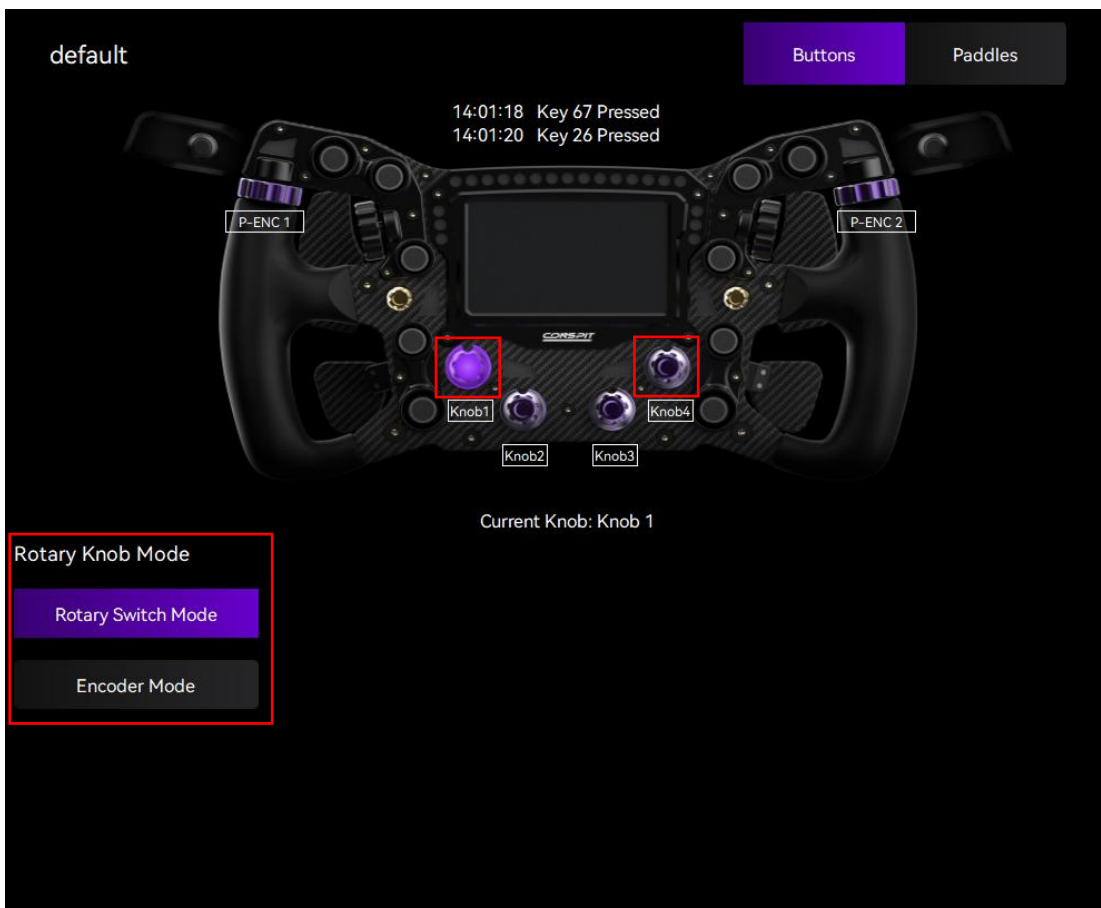 default
Buttons
Paddles
14:01:18 Key 67 Pressed
14:01:20 Key 26 Pressed
P-ENC 1
P-ENC 2
CORSPIT
Knob1
Knob4
Knob2
Knob3
Current Knob: Knob 1
Rotary Knob Mode
Rotary Switch Mode
Encoder Mode